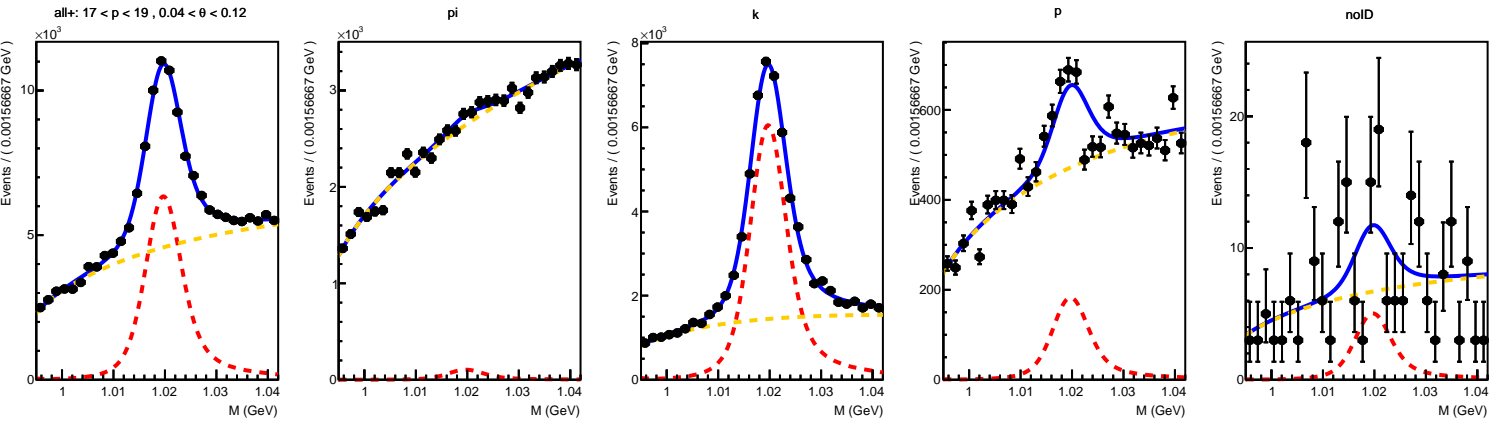 all+: 17 < p < 19 , 0.04 < θ < 0.12
×10³
Events / ( 0.00156667 GeV )
10
5
0
1 1.01 1.02 1.03 1.04
M (GeV)
pi
×10³
Events / ( 0.00156667 GeV )
3
2
1
0
1 1.01 1.02 1.03 1.04
M (GeV)
k
×10³
Events / ( 0.00156667 GeV )
8
6
4
2
0
1 1.01 1.02 1.03 1.04
M (GeV)
p
Events / ( 0.00156667 GeV )
600
400
200
0
1 1.01 1.02 1.03 1.04
M (GeV)
noID
Events / ( 0.00156667 GeV )
20
10
0
1 1.01 1.02 1.03 1.04
M (GeV)